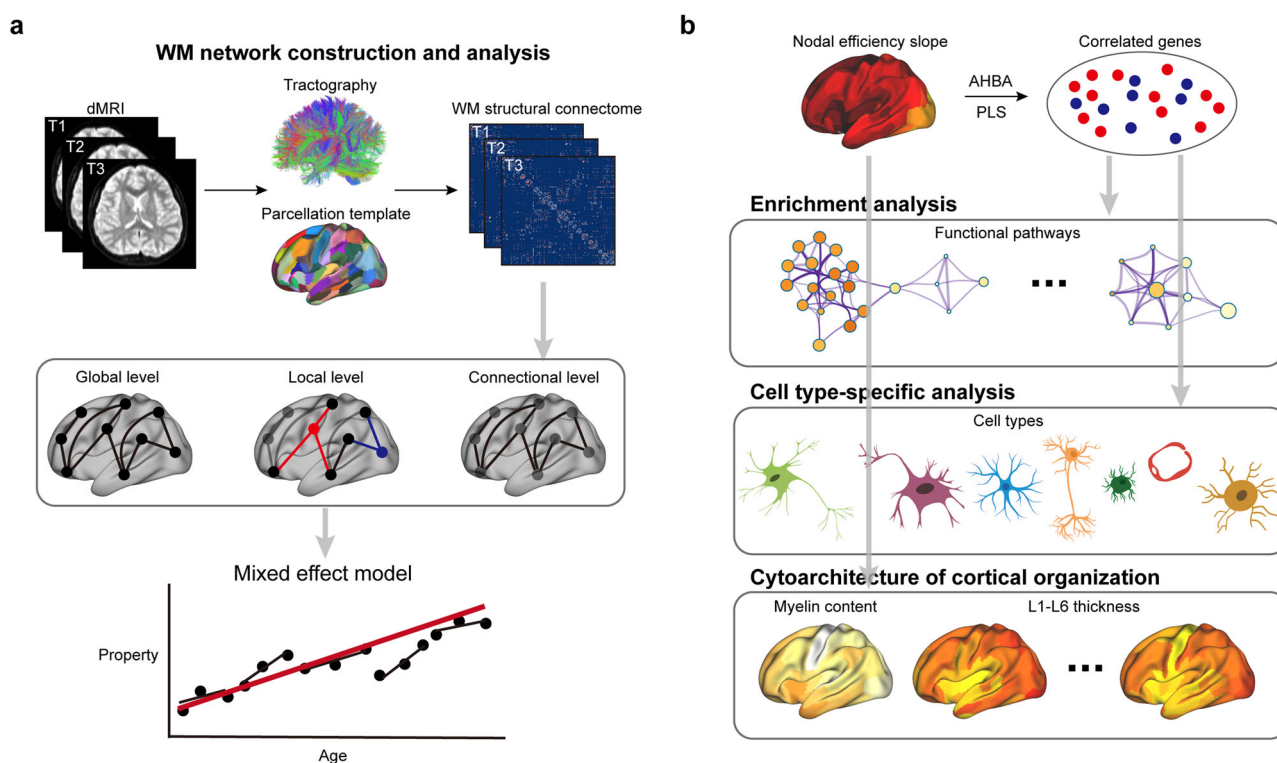 a
WM network construction and analysis
dMRI
T1
T2
T3
Tractography
Parcellation template
WM structural connectome
T1
T2
T3
Global level
Local level
Connectional level
Mixed effect model
Property
Age
b
Nodal efficiency slope
AHBA
PLS
Correlated genes
Enrichment analysis
Functional pathways
...
Cell type-specific analysis
Cell types
Cytoarchitecture of cortical organization
Myelin content
L1-L6 thickness
...